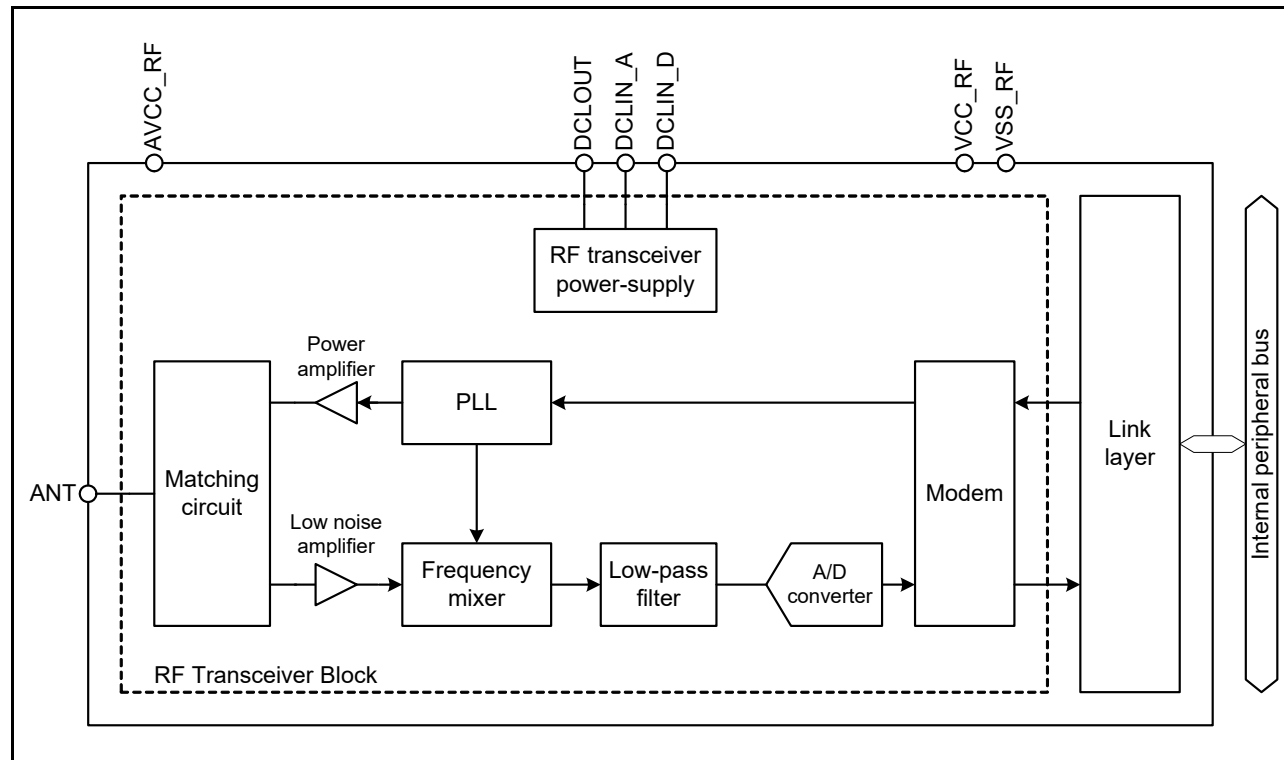 AVCC_RF
DCLOUT
DCLIN_A
DCLIN_D
VCC_RF
VSS_RF
RF transceiver
power-supply
Power
amplifier
PLL
Matching
circuit
ANT
Low noise
amplifier
Frequency
mixer
Low-pass
filter
A/D
converter
Modem
Link
layer
Internal peripheral bus
RF Transceiver Block